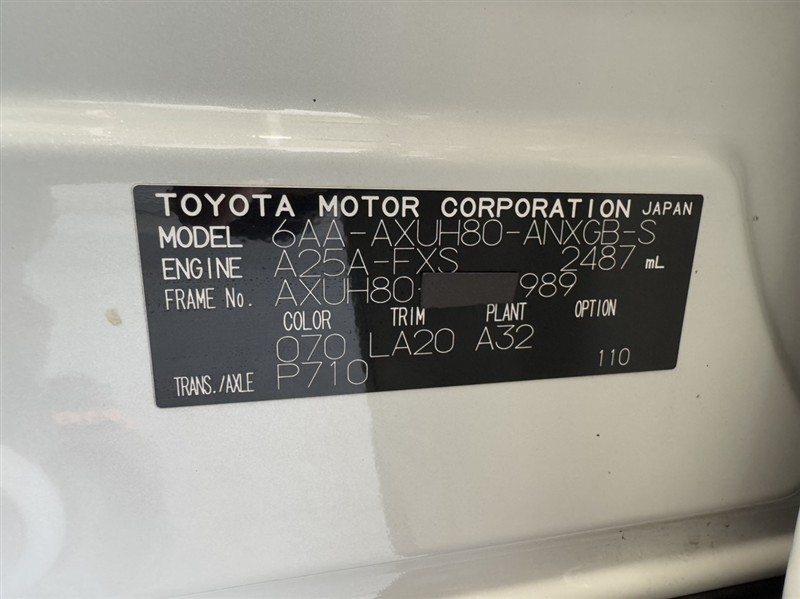 TOYOTA MOTOR CORPORATION JAPAN
MODEL 6AA-AXUH80-ANXGB-S
ENGINE A25A-FXS 2487 mL
FRAME No. AXUH80- 989
COLOR TRIM PLANT OPTION
070 LA20 A32
TRANS./AXLE P710 110